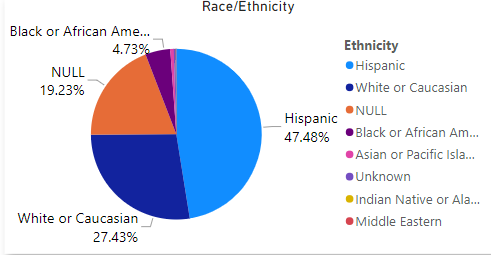 Race/Ethnicity
Black or African Ame...
4.73%
NULL
19.23%
Hispanic
47.48%
White or Caucasian
27.43%
Ethnicity
Hispanic
White or Caucasian
NULL
Black or African Am...
Asian or Pacific Isla...
Unknown
Indian Native or Ala...
Middle Eastern